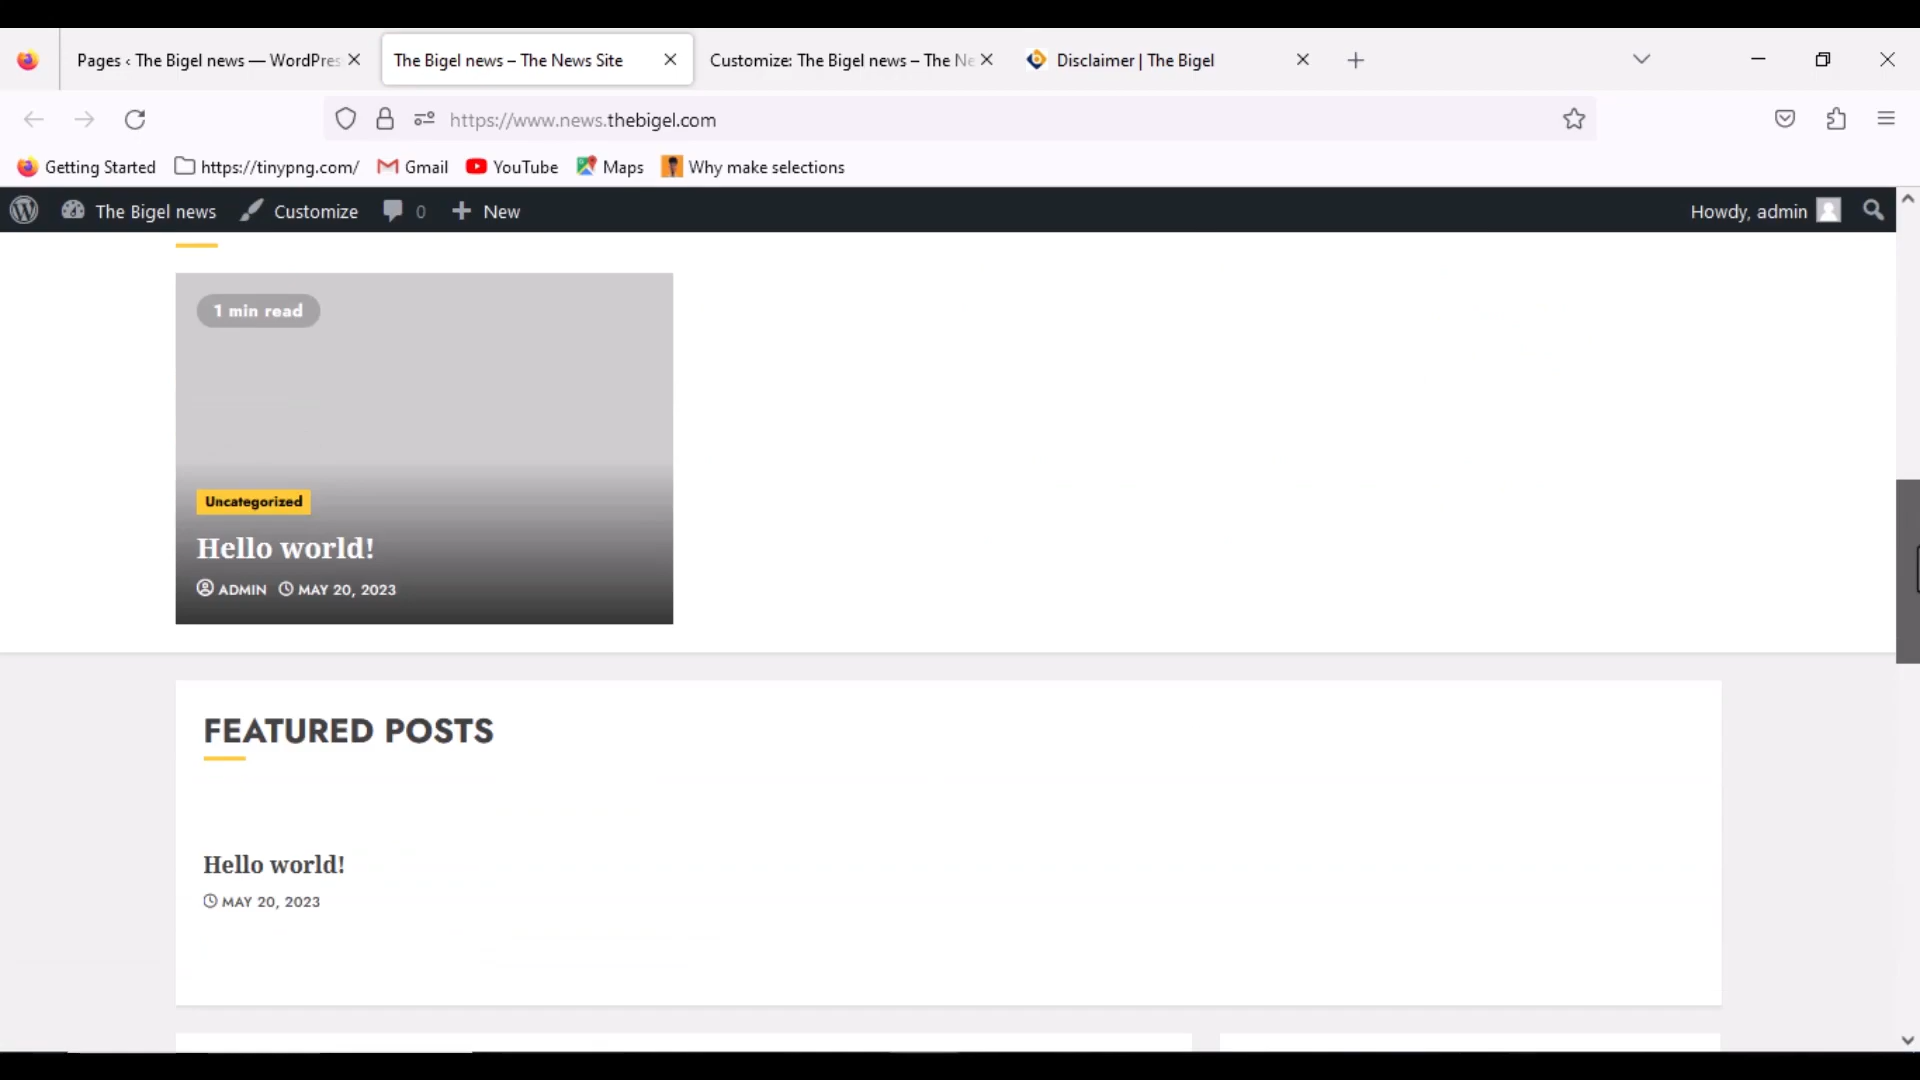 Pages ‹ The Bigel news — WordPres
The Bigel news – The News Site
Customize: The Bigel news – The Ne
Disclaimer | The Bigel
https://www.news.thebigel.com
Getting Started
https://tinypng.com/
Gmail
YouTube
Maps
Why make selections
The Bigel news
Customize
0
New
Howdy, admin
1 min read
Uncategorized
Hello world!
ADMIN MAY 20, 2023
FEATURED POSTS
Hello world!
MAY 20, 2023